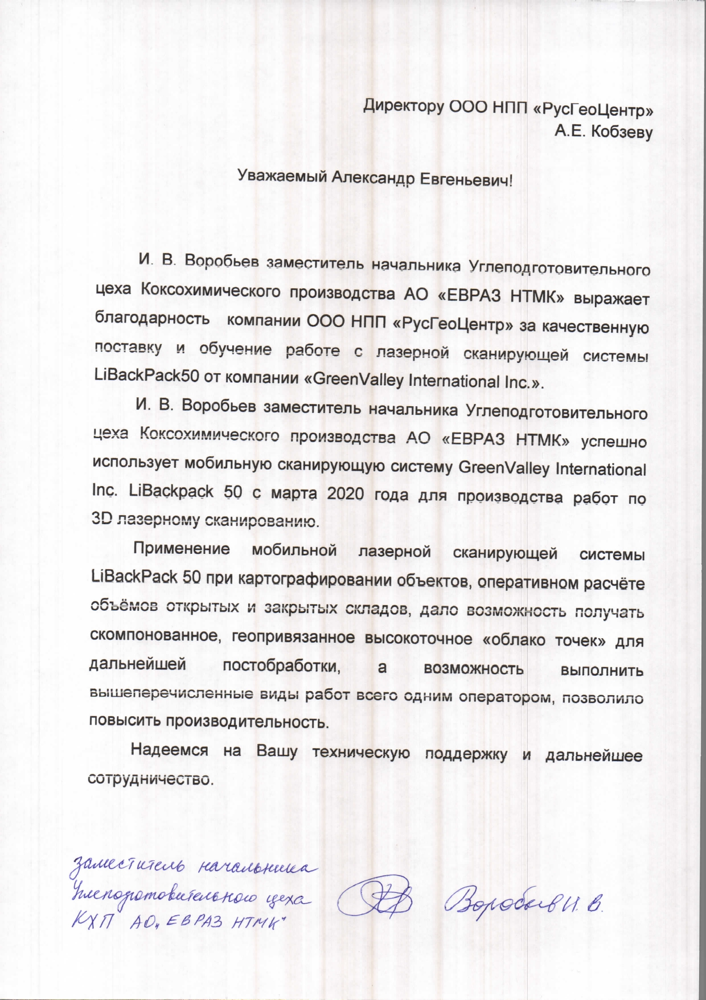 Директору ООО НПП «РусГеоЦентр»
А.Е. Кобзеву
Уважаемый Александр Евгеньевич!
И. В. Воробьев заместитель начальника Углеподготовительного
цеха Коксохимического производства АО «ЕВРАЗ НТМК» выражает
благодарность компании ООО НПП «РусГеоЦентр» за качественную
поставку и обучение работе с лазерной сканирующей системы
LiBackPack50 от компании «GreenValley International Inc.».
И. В. Воробьев заместитель начальника Углеподготовительного
цеха Коксохимического производства АО «ЕВРАЗ НТМК» успешно
использует мобильную сканирующую систему GreenValley International
Inc. LiBackpack 50 с марта 2020 года для производства работ по
3D лазерному сканированию.
Применение мобильной лазерной сканирующей системы
LiBackPack 50 при картографировании объектов, оперативном расчёте
объёмов открытых и закрытых складов, дало возможность получать
скомпонованное, геопривязанное высокоточное «облако точек» для
дальнейшей постобработки, а возможность выполнить
вышеперечисленные виды работ всего одним оператором, позволило
повысить производительность.
Надеемся на Вашу техническую поддержку и дальнейшее
сотрудничество.
заместитель начальника
Углеподготовительного цеха
КХП АО „ЕВРАЗ НТМК" Воробьев И. В.